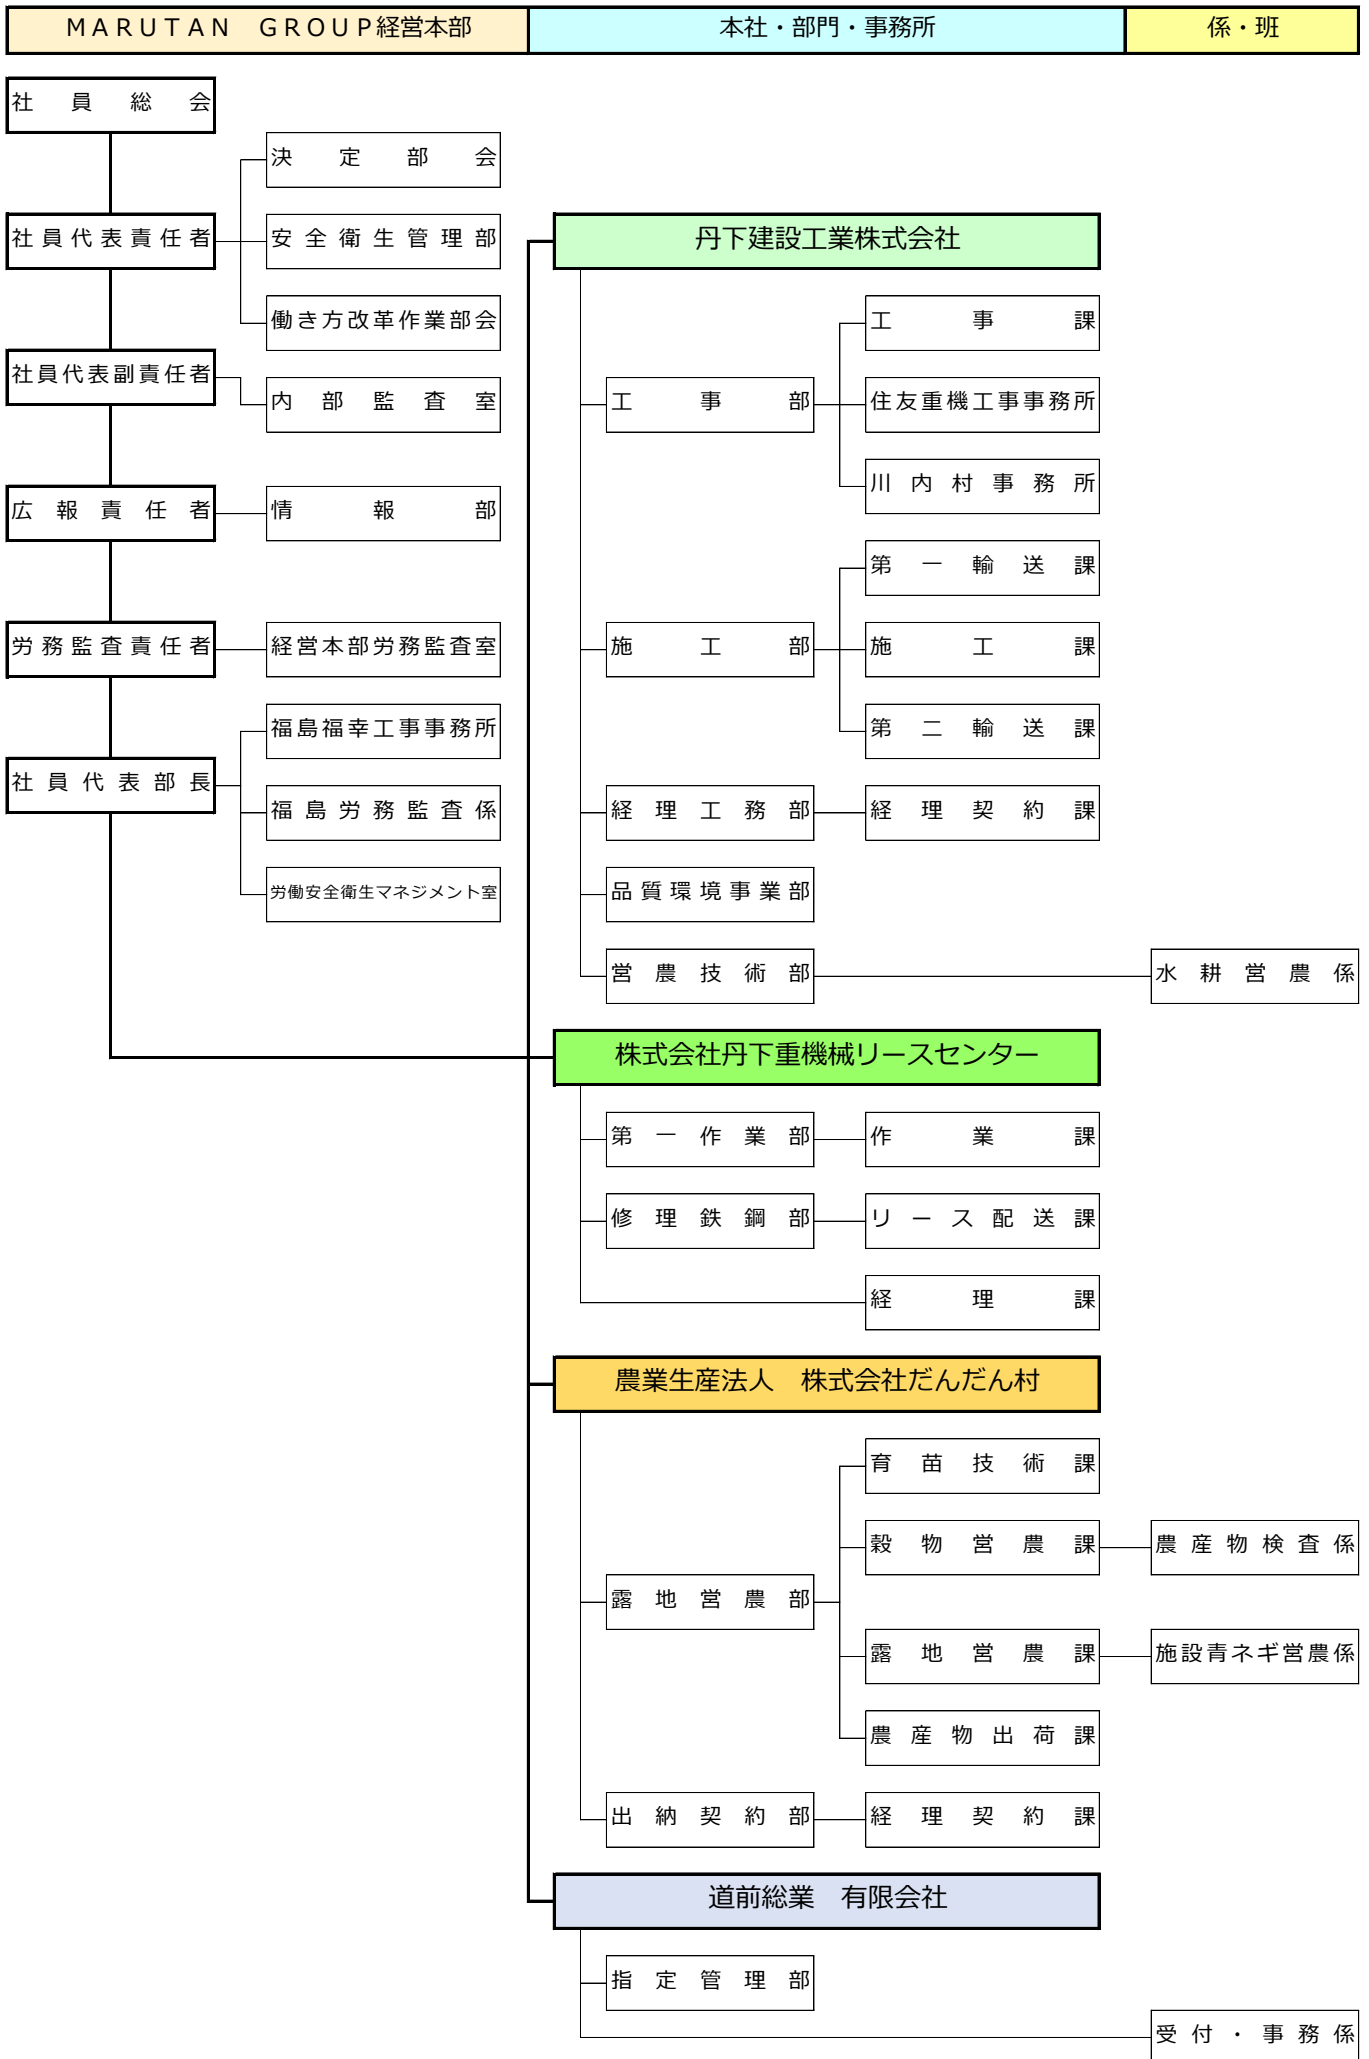 ＭＡＲＵＴＡＮ　ＧＲＯＵＰ経営本部
本社・部門・事務所
係・班
社員総会
決定部会
社員代表責任者
安全衛生管理部
働き方改革作業部会
社員代表副責任者
内部監査室
広報責任者
情報部
労務監査責任者
経営本部労務監査室
福島福幸工事事務所
社員代表部長
福島労務監査係
労働安全衛生マネジメント室
丹下建設工業株式会社
工事課
工事部
住友重機工事事務所
川内村事務所
第一輸送課
施工部
施工課
第二輸送課
経理工務部
経理契約課
品質環境事業部
営農技術部
水耕営農係
株式会社丹下重機械リースセンター
第一作業部
作業課
修理鉄鋼部
リース配送課
経理課
農業生産法人　株式会社だんだん村
育苗技術課
穀物営農課
農産物検査係
露地営農部
露地営農課
施設青ネギ営農係
農産物出荷課
出納契約部
経理契約課
道前総業　有限会社
指定管理部
受付・事務係